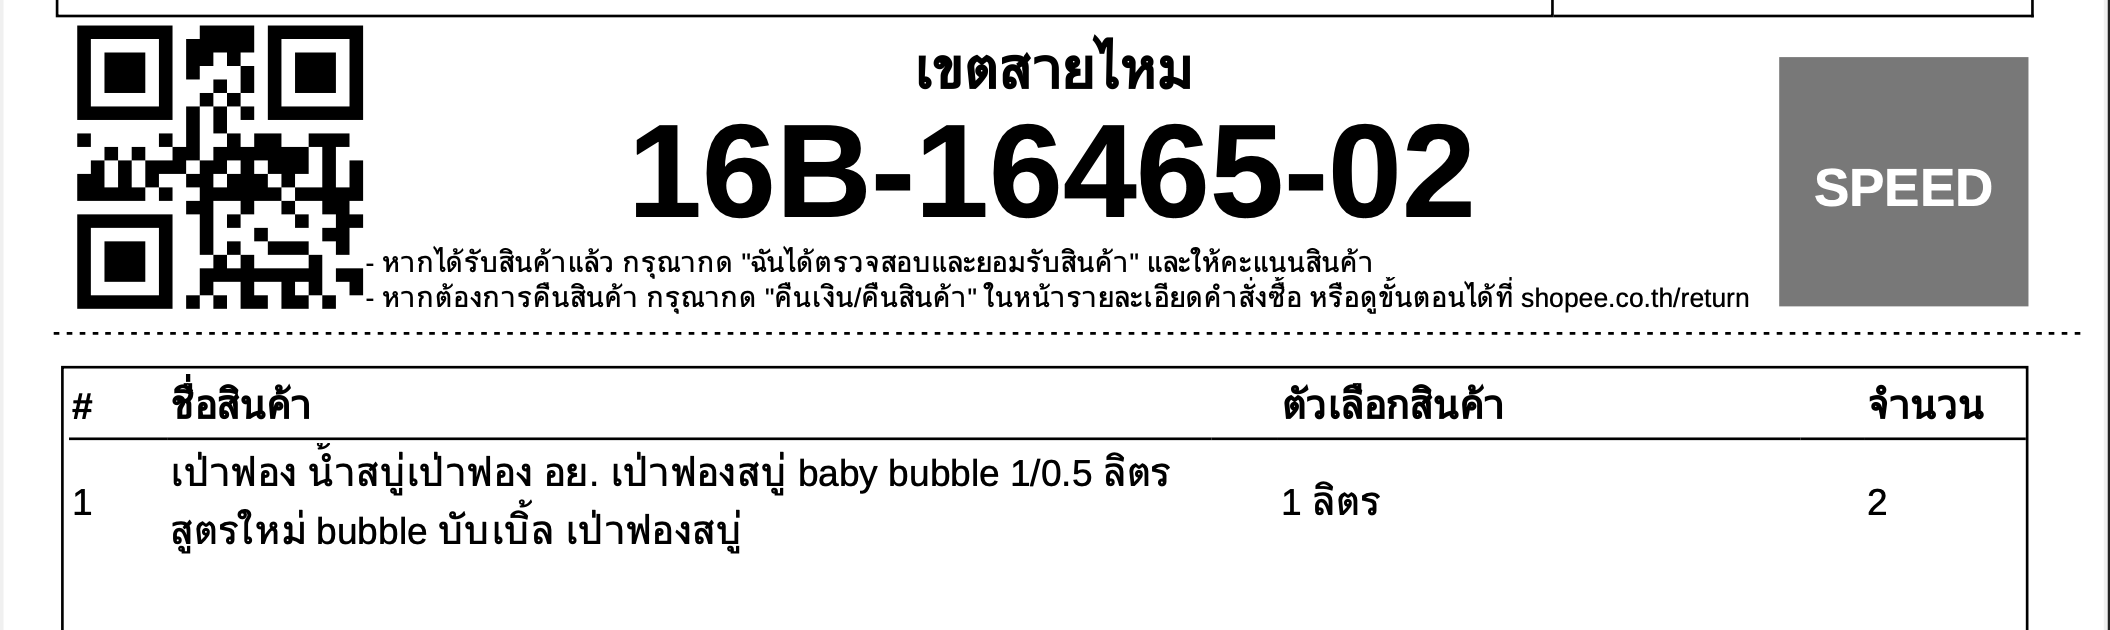 เขตสายไหม
16B-16465-02
SPEED
- หากได้รับสินค้าแล้ว กรุณากด "ฉันได้ตรวจสอบและยอมรับสินค้า" และให้คะแนนสินค้า
- หากต้องการคืนสินค้า กรุณากด "คืนเงิน/คืนสินค้า" ในหน้ารายละเอียดคำสั่งซื้อ หรือดูขั้นตอนได้ที่ shopee.co.th/return
# ชื่อสินค้า ตัวเลือกสินค้า จำนวน
1 เป่าฟอง น้ำสบู่เป่าฟอง อย. เป่าฟองสบู่ baby bubble 1/0.5 ลิตร 1 ลิตร 2
สูตรใหม่ bubble บับเบิ้ล เป่าฟองสบู่